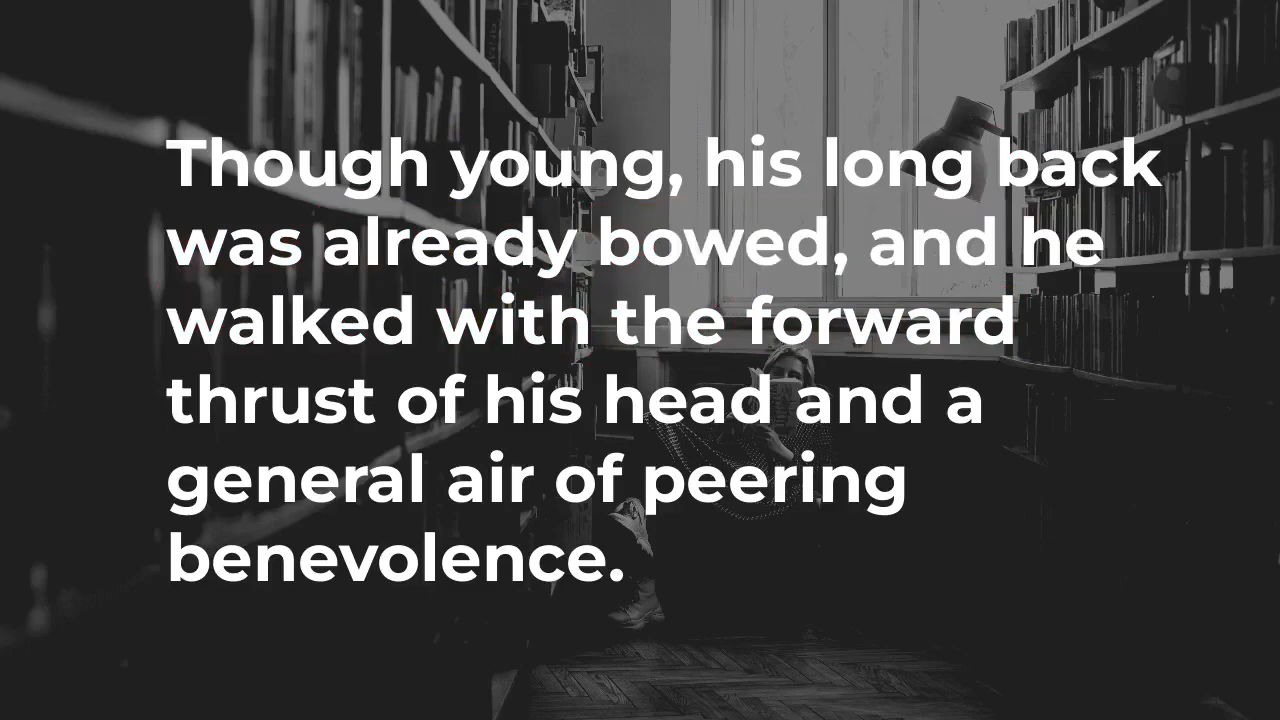 Though young, his long back
was already bowed, and he
walked with the forward
thrust of his head and a
general air of peering
benevolence.